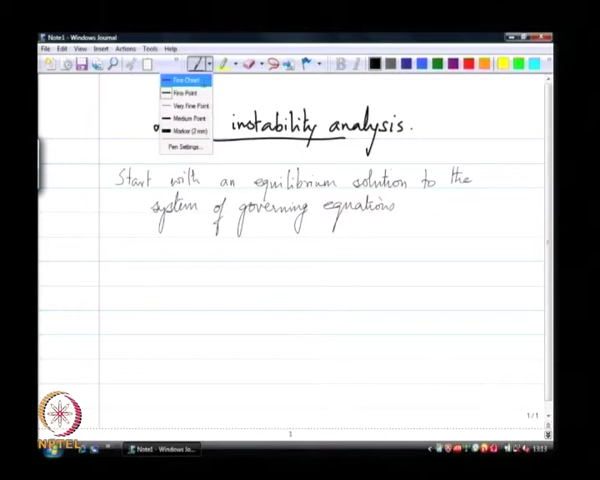 Note1 - Windows Journal
File Edit View Insert Actions Tools Help
B I
Fine Chisel
Fine Point
Very Fine Point
Medium Point
Marker (2 mm)
Pen Settings...
instability analysis.
Start with an equilibrium solution to the
system of governing equations
1/1
1
NPTEL
Note1 - Windows Jo...
13:13